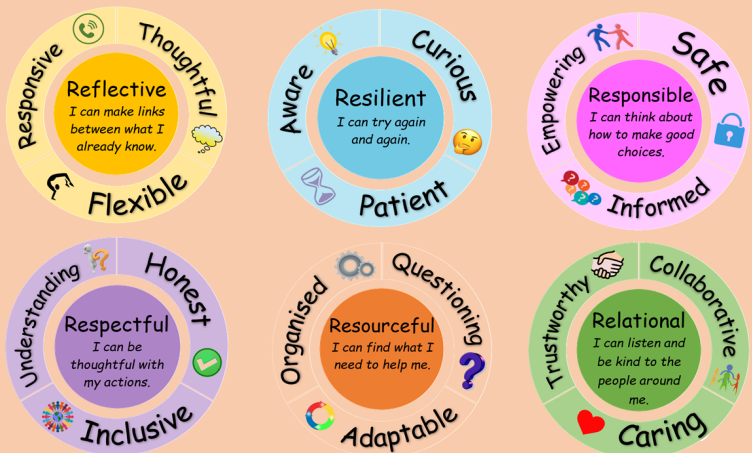 Responsive
Thoughtful
Flexible
Reflective
I can make links
between what I
already know.
Aware
Curious
Patient
Resilient
I can try again
and again.
Empowering
Safe
Informed
Responsible
I can think about
how to make good
choices.
Understanding
Honest
Inclusive
Respectful
I can be
thoughtful with
my actions.
Organised
Questioning
Adaptable
Resourceful
I can find what I
need to help me.
Trustworthy
Collaborative
Caring
Relational
I can listen and
be kind to the
people around
me.